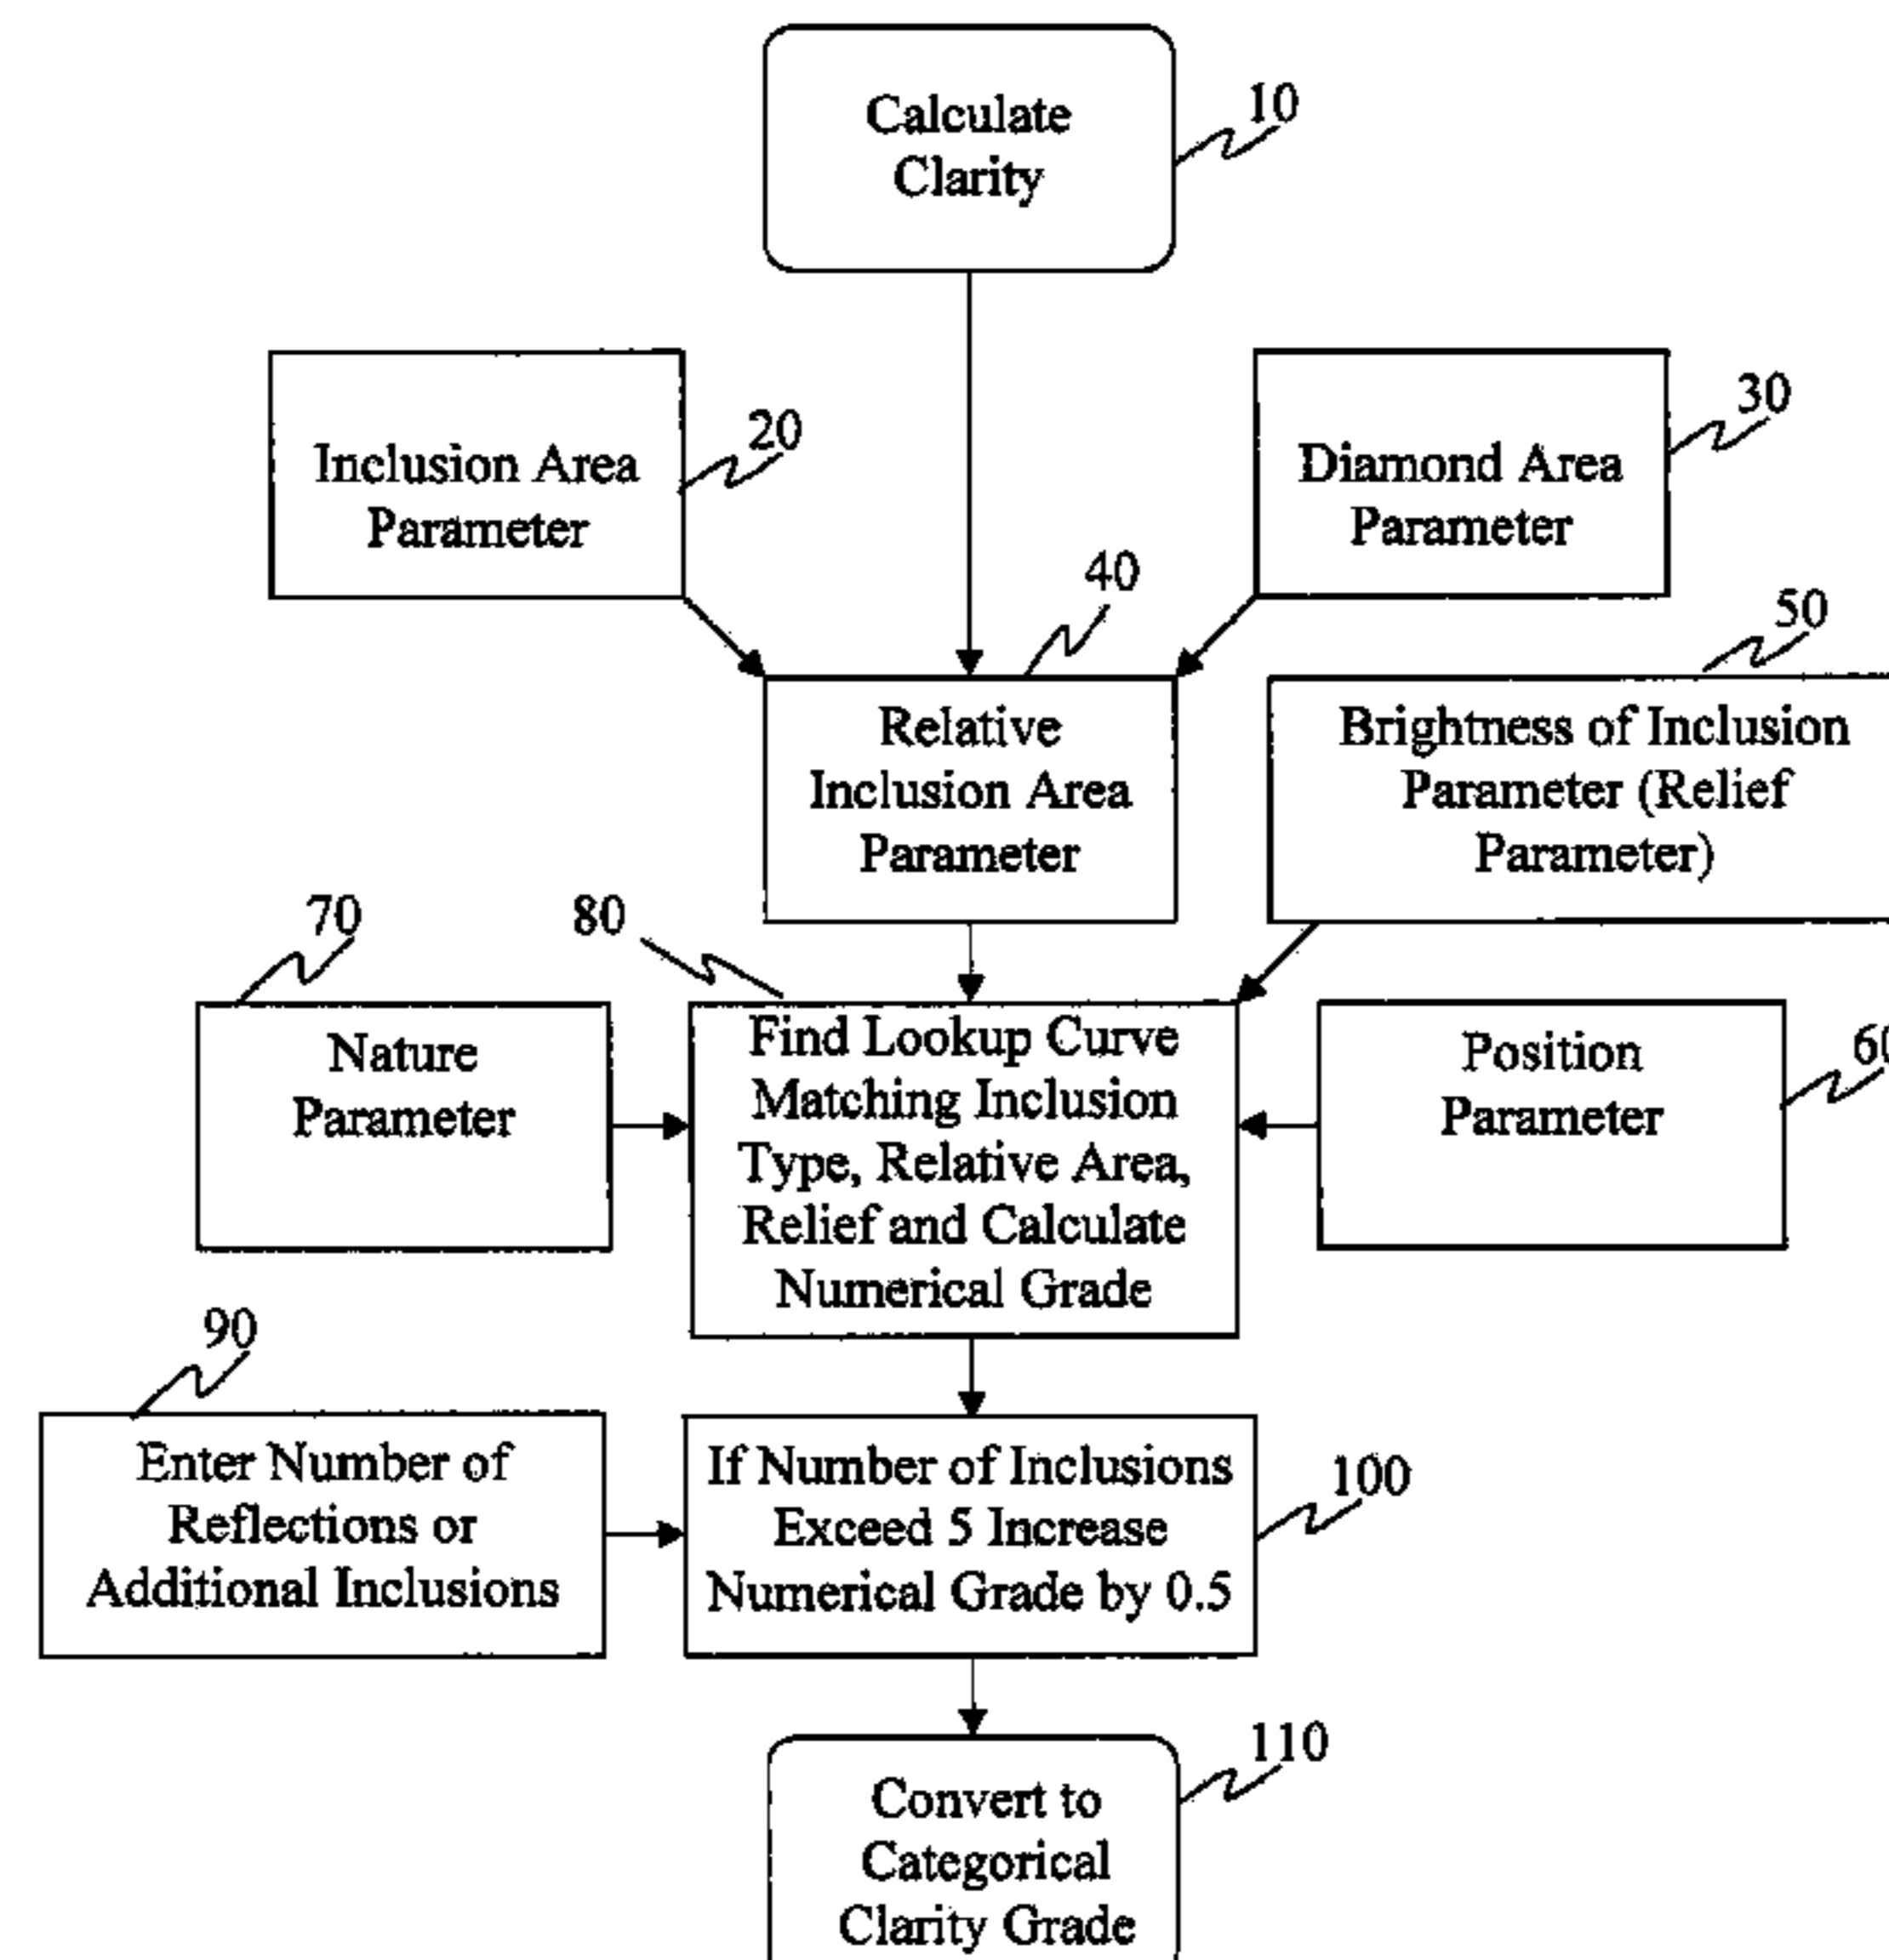 Calculate
Clarity
10
Inclusion Area
Parameter
20
Diamond Area
Parameter
30
40
Relative
Inclusion Area
Parameter
50
Brightness of Inclusion
Parameter (Relief
Parameter)
70
Nature
Parameter
80
Find Lookup Curve
Matching Inclusion
Type, Relative Area,
Relief and Calculate
Numerical Grade
Position
Parameter
60
90
Enter Number of
Reflections or
Additional Inclusions
If Number of Inclusions
Exceed 5 Increase
Numerical Grade by 0.5
100
110
Convert to
Categorical
Clarity Grade